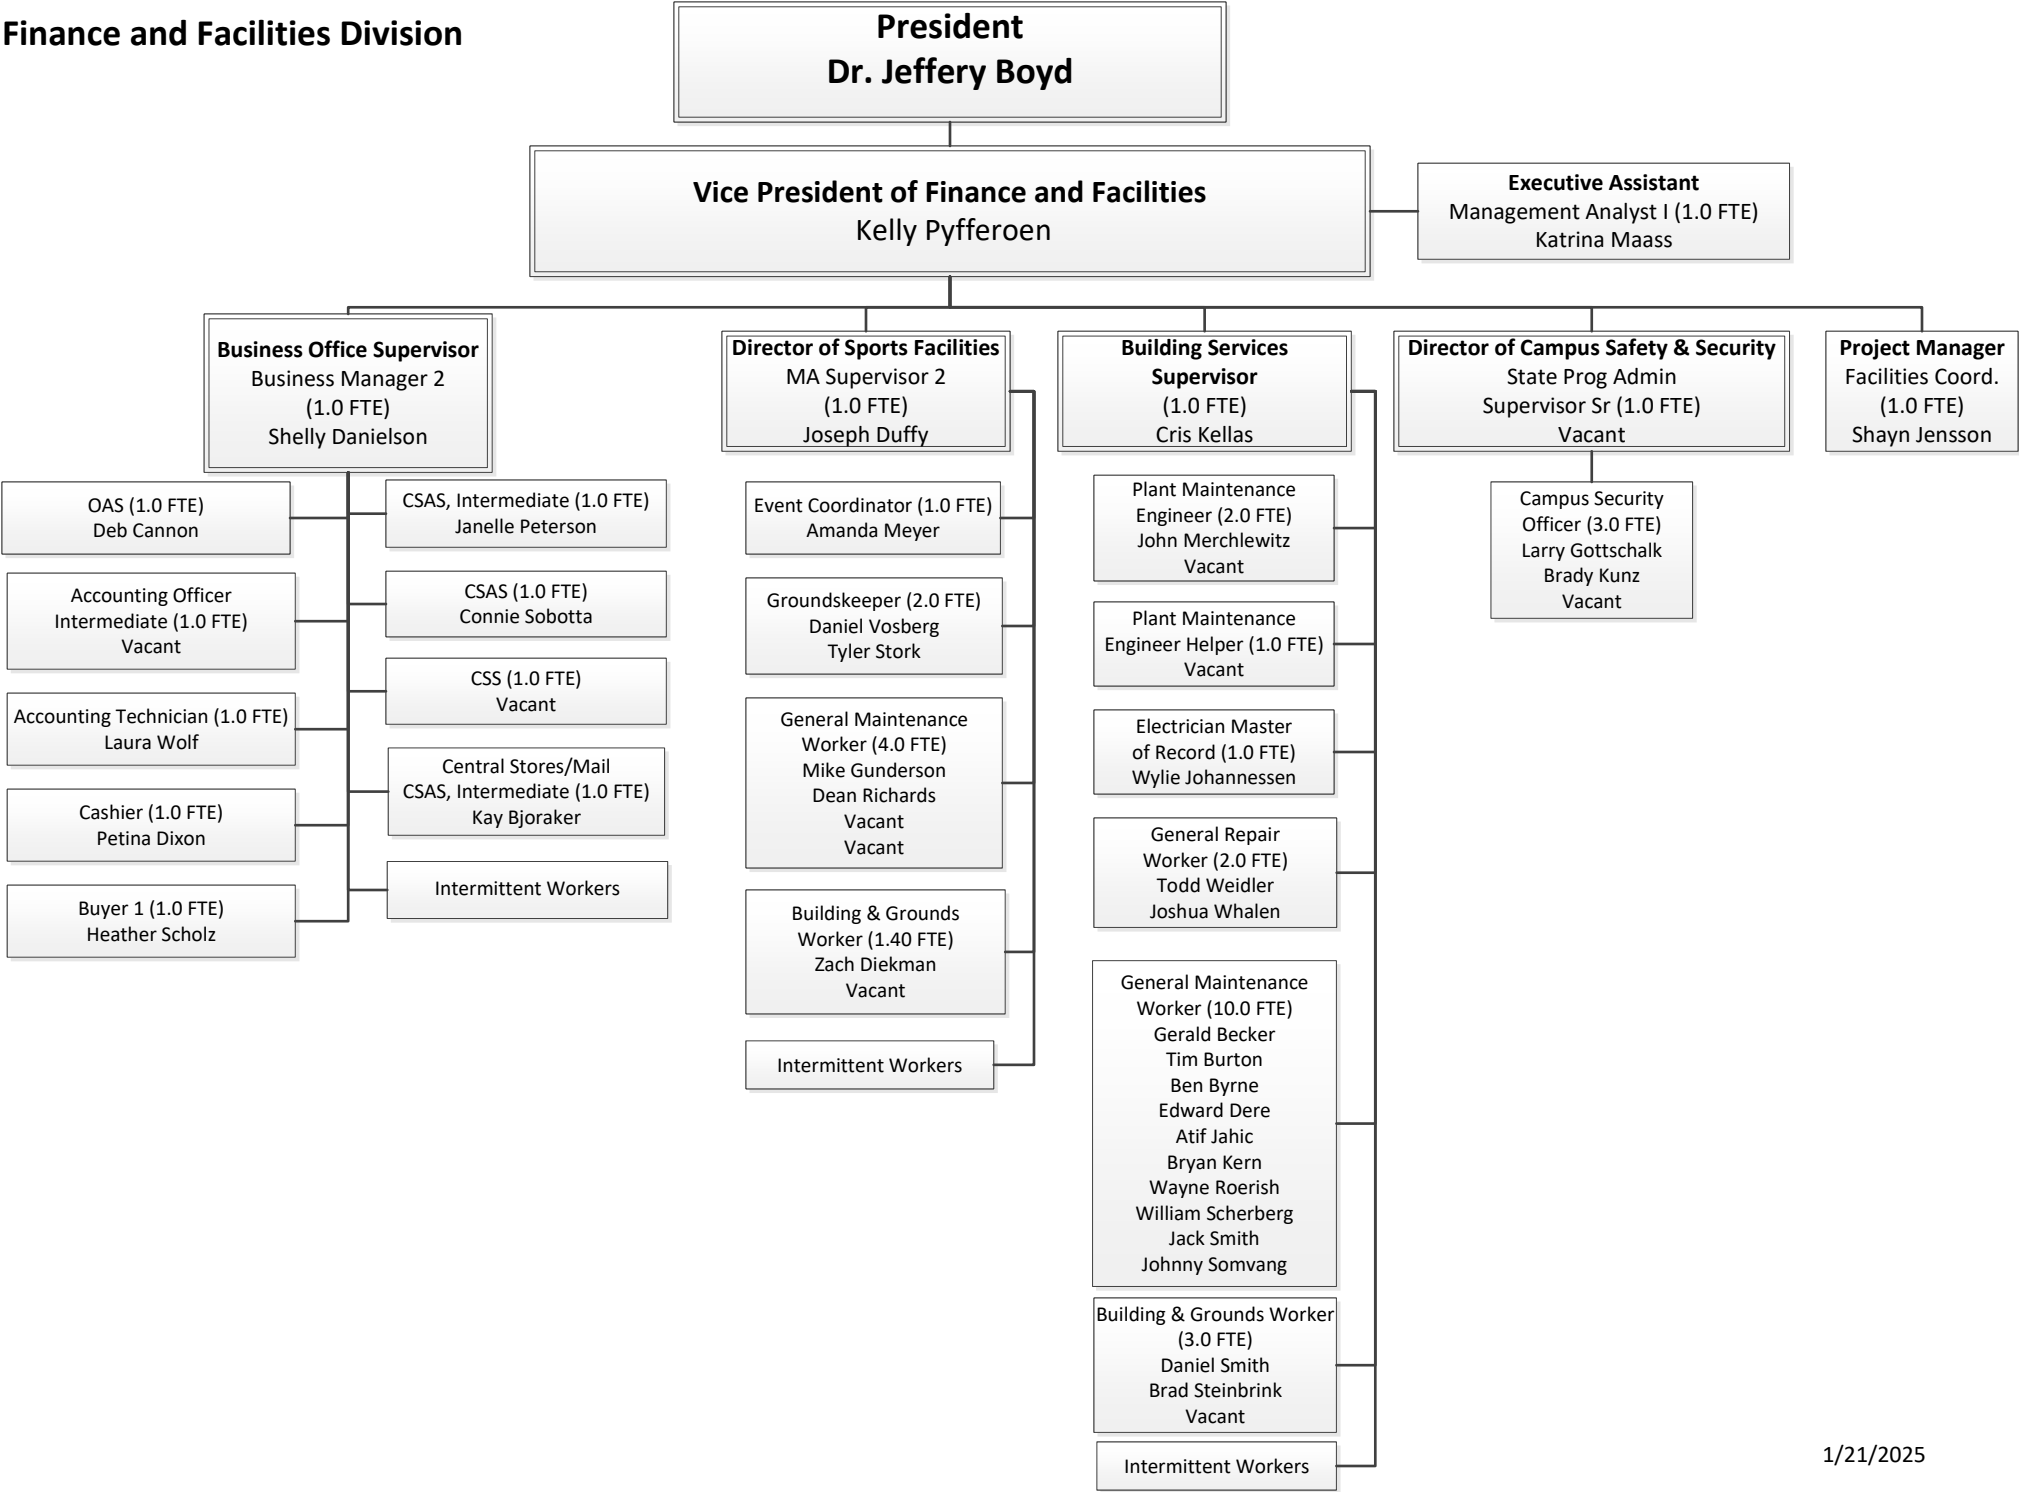 Finance and Facilities Division
President
Dr. Jeffery Boyd
Vice President of Finance and Facilities
Kelly Pyfferoen
Executive Assistant
Management Analyst I (1.0 FTE)
Katrina Maass
Business Office Supervisor
Business Manager 2
(1.0 FTE)
Shelly Danielson
OAS (1.0 FTE)
Deb Cannon
Accounting Officer
Intermediate (1.0 FTE)
Vacant
Accounting Technician (1.0 FTE)
Laura Wolf
Cashier (1.0 FTE)
Petina Dixon
Buyer 1 (1.0 FTE)
Heather Scholz
CSAS, Intermediate (1.0 FTE)
Janelle Peterson
CSAS (1.0 FTE)
Connie Sobotta
CSS (1.0 FTE)
Vacant
Central Stores/Mail
CSAS, Intermediate (1.0 FTE)
Kay Bjoraker
Intermittent Workers
Director of Sports Facilities
MA Supervisor 2
(1.0 FTE)
Joseph Duffy
Event Coordinator (1.0 FTE)
Amanda Meyer
Groundskeeper (2.0 FTE)
Daniel Vosberg
Tyler Stork
General Maintenance
Worker (4.0 FTE)
Mike Gunderson
Dean Richards
Vacant
Vacant
Building & Grounds
Worker (1.40 FTE)
Zach Diekman
Vacant
Intermittent Workers
Building Services
Supervisor
(1.0 FTE)
Cris Kellas
Plant Maintenance
Engineer (2.0 FTE)
John Merchlewitz
Vacant
Plant Maintenance
Engineer Helper (1.0 FTE)
Vacant
Electrician Master
of Record (1.0 FTE)
Wylie Johannessen
General Repair
Worker (2.0 FTE)
Todd Weidler
Joshua Whalen
General Maintenance
Worker (10.0 FTE)
Gerald Becker
Tim Burton
Ben Byrne
Edward Dere
Atif Jahic
Bryan Kern
Wayne Roerish
William Scherberg
Jack Smith
Johnny Somvang
Building & Grounds Worker
(3.0 FTE)
Daniel Smith
Brad Steinbrink
Vacant
Intermittent Workers
Director of Campus Safety & Security
State Prog Admin
Supervisor Sr (1.0 FTE)
Vacant
Campus Security
Officer (3.0 FTE)
Larry Gottschalk
Brady Kunz
Vacant
Project Manager
Facilities Coord.
(1.0 FTE)
Shayn Jensson
1/21/2025